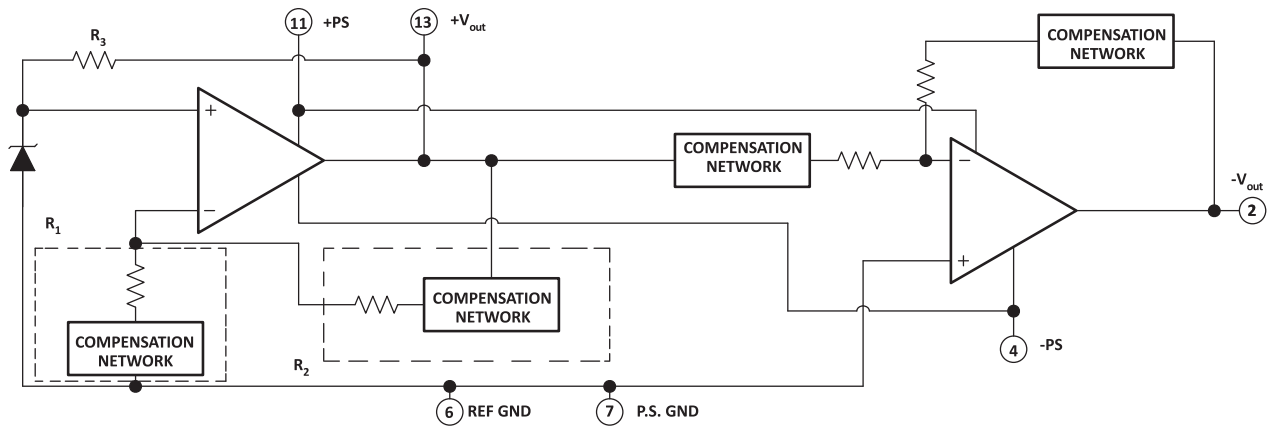 R3
11 +PS
13 +Vout
COMPENSATION
NETWORK
+
−
COMPENSATION
NETWORK
−
+
-Vout
2
R1
COMPENSATION
NETWORK
COMPENSATION
NETWORK
R2
4 -PS
6 REF GND
7 P.S. GND